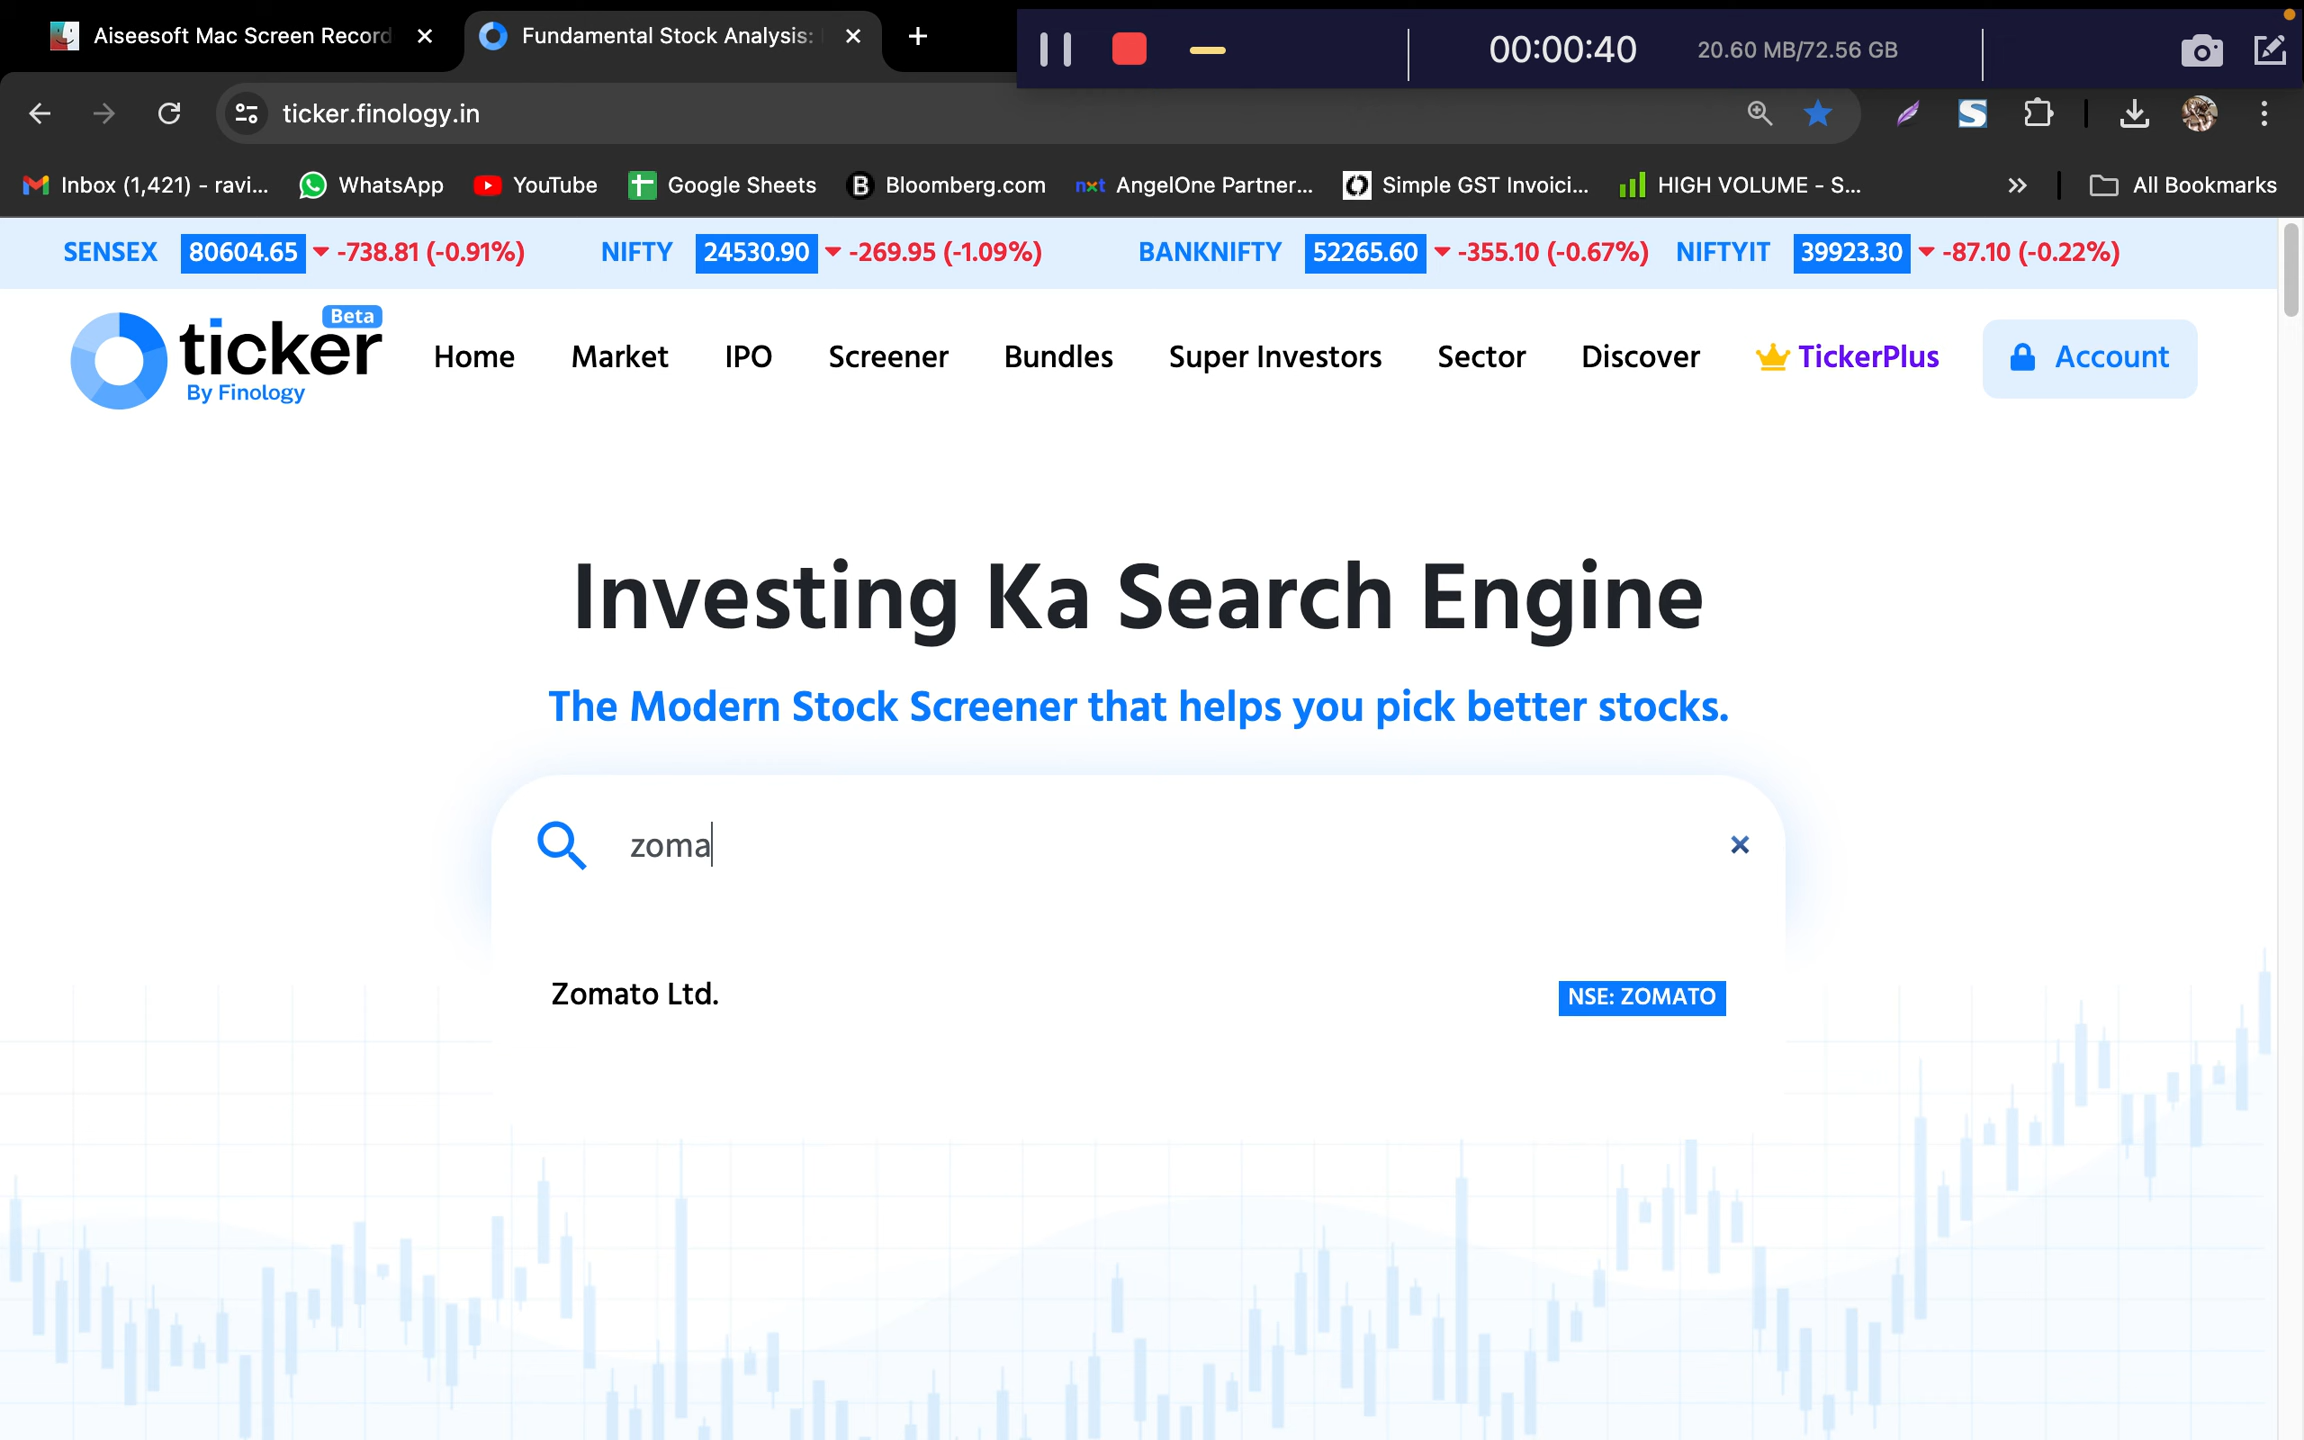 Aiseesoft Mac Screen Record
Fundamental Stock Analysis:
00:00:40
20.60 MB/72.56 GB
ticker.finology.in
Inbox (1,421) - ravi...
WhatsApp
YouTube
Google Sheets
Bloomberg.com
AngelOne Partner...
Simple GST Invoici...
HIGH VOLUME - S...
All Bookmarks
SENSEX 80604.65 -738.81 (-0.91%) NIFTY 24530.90 -269.95 (-1.09%) BANKNIFTY 52265.60 -355.10 (-0.67%) NIFTYIT 39923.30 -87.10 (-0.22%)
ticker Beta
By Finology
Home Market IPO Screener Bundles Super Investors Sector Discover TickerPlus Account
Investing Ka Search Engine
The Modern Stock Screener that helps you pick better stocks.
zoma
Zomato Ltd. NSE: ZOMATO